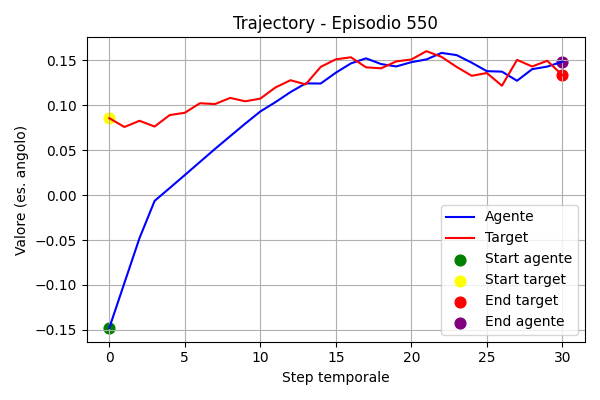 Trajectory - Episodio 550
Valore (es. angolo)
0.15
0.10
0.05
0.00
−0.05
−0.10
−0.15
0 5 10 15 20 25 30
Step temporale
Agente
Target
Start agente
Start target
End target
End agente